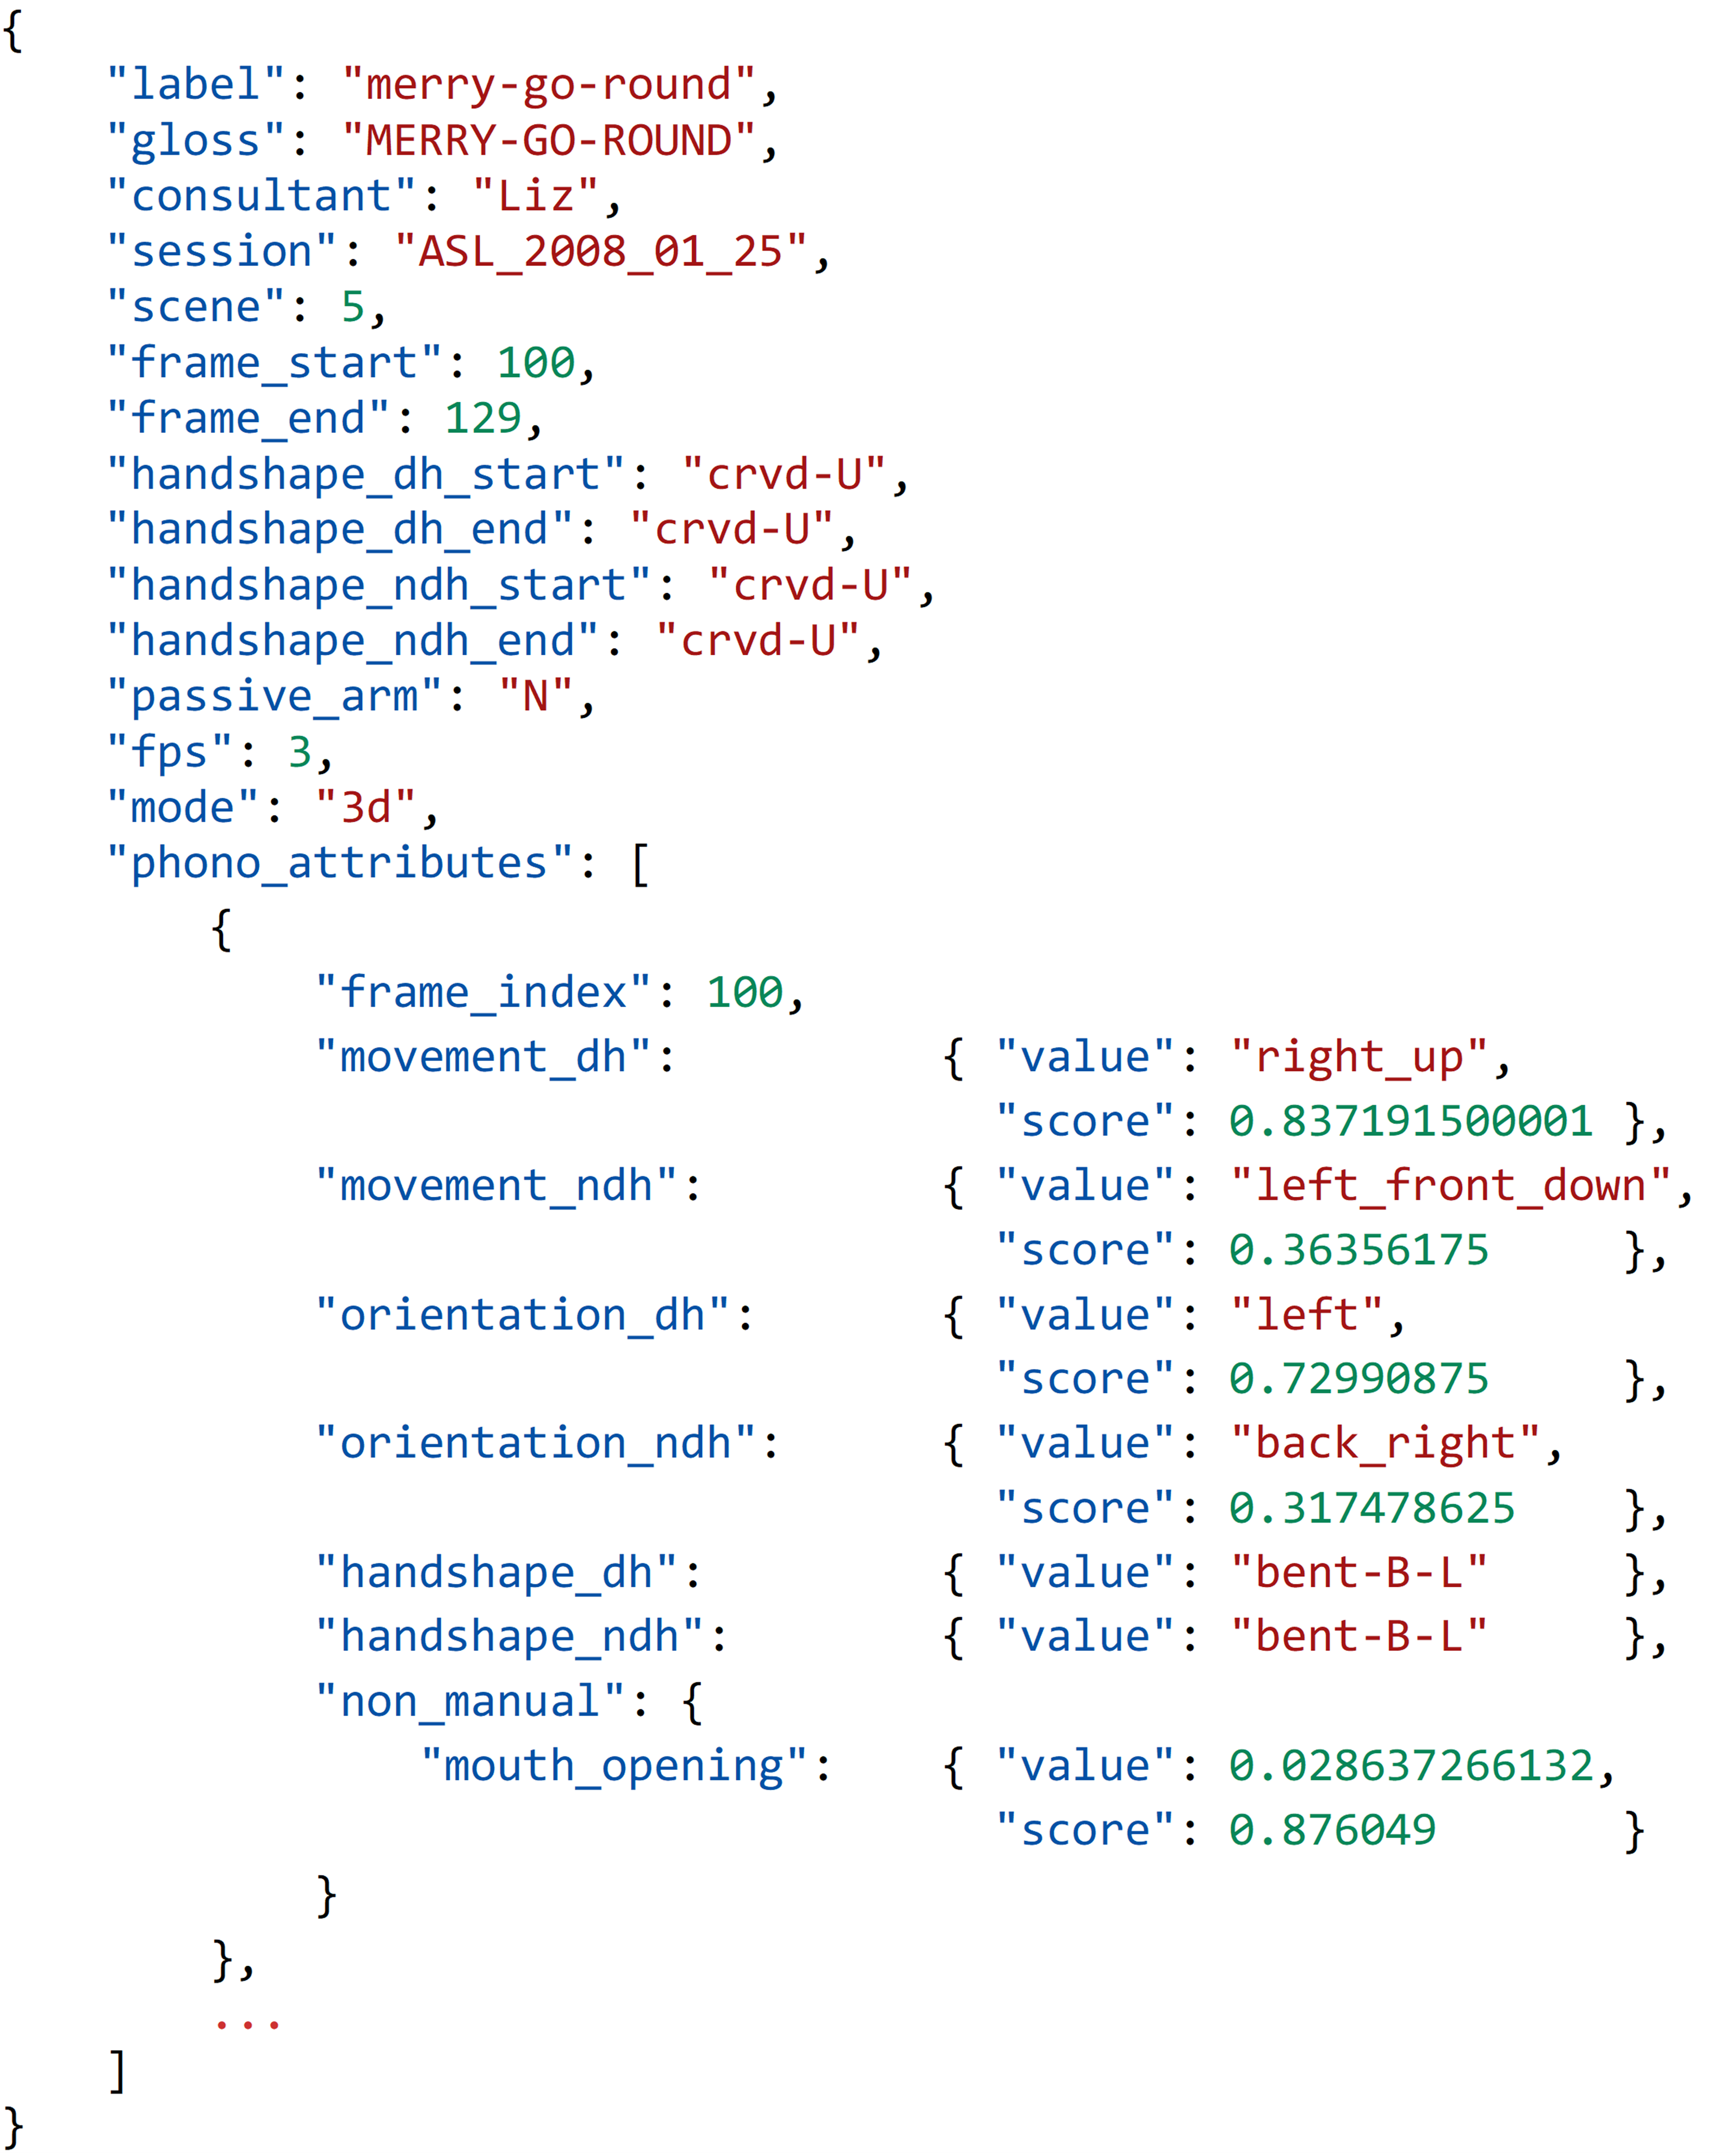 {
"label": "merry-go-round",
"gloss": "MERRY-GO-ROUND",
"consultant": "Liz",
"session": "ASL_2008_01_25",
"scene": 5,
"frame_start": 100,
"frame_end": 129,
"handshape_dh_start": "crvd-U",
"handshape_dh_end": "crvd-U",
"handshape_ndh_start": "crvd-U",
"handshape_ndh_end": "crvd-U",
"passive_arm": "N",
"fps": 3,
"mode": "3d",
"phono_attributes": [
{
"frame_index": 100,
"movement_dh": { "value": "right_up",
"score": 0.837191500001 },
"movement_ndh": { "value": "left_front_down",
"score": 0.36356175 },
"orientation_dh": { "value": "left",
"score": 0.72990875 },
"orientation_ndh": { "value": "back_right",
"score": 0.317478625 },
"handshape_dh": { "value": "bent-B-L" },
"handshape_ndh": { "value": "bent-B-L" },
"non_manual": {
"mouth_opening": { "value": 0.028637266132,
"score": 0.876049 }
}
},
...
]
}